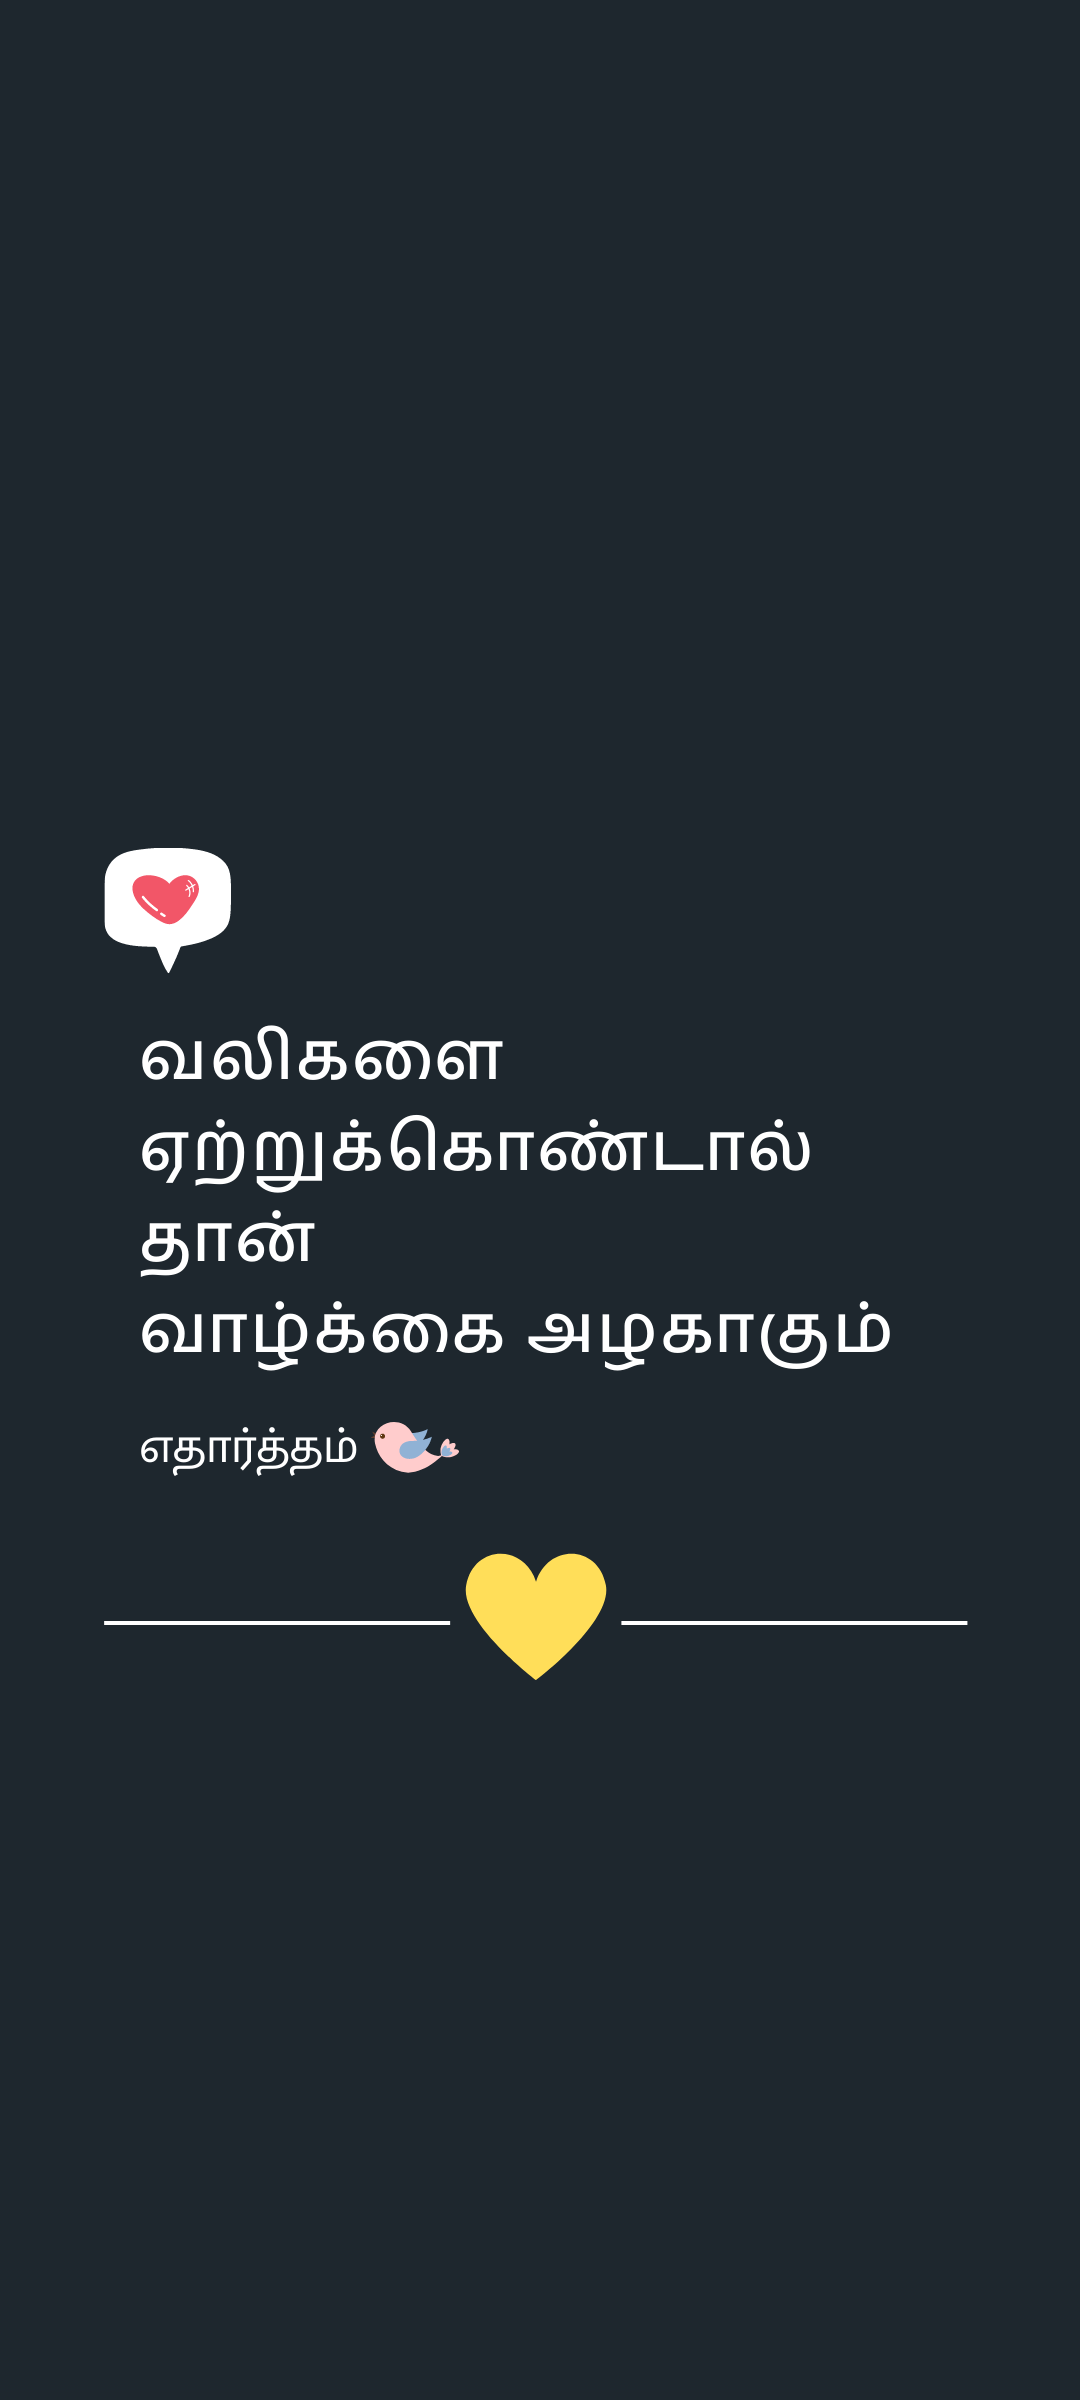 வலிகளை
ஏற்றுக்கொண்டால்
தான்
வாழ்க்கை அழகாகும்
எதார்த்தம்